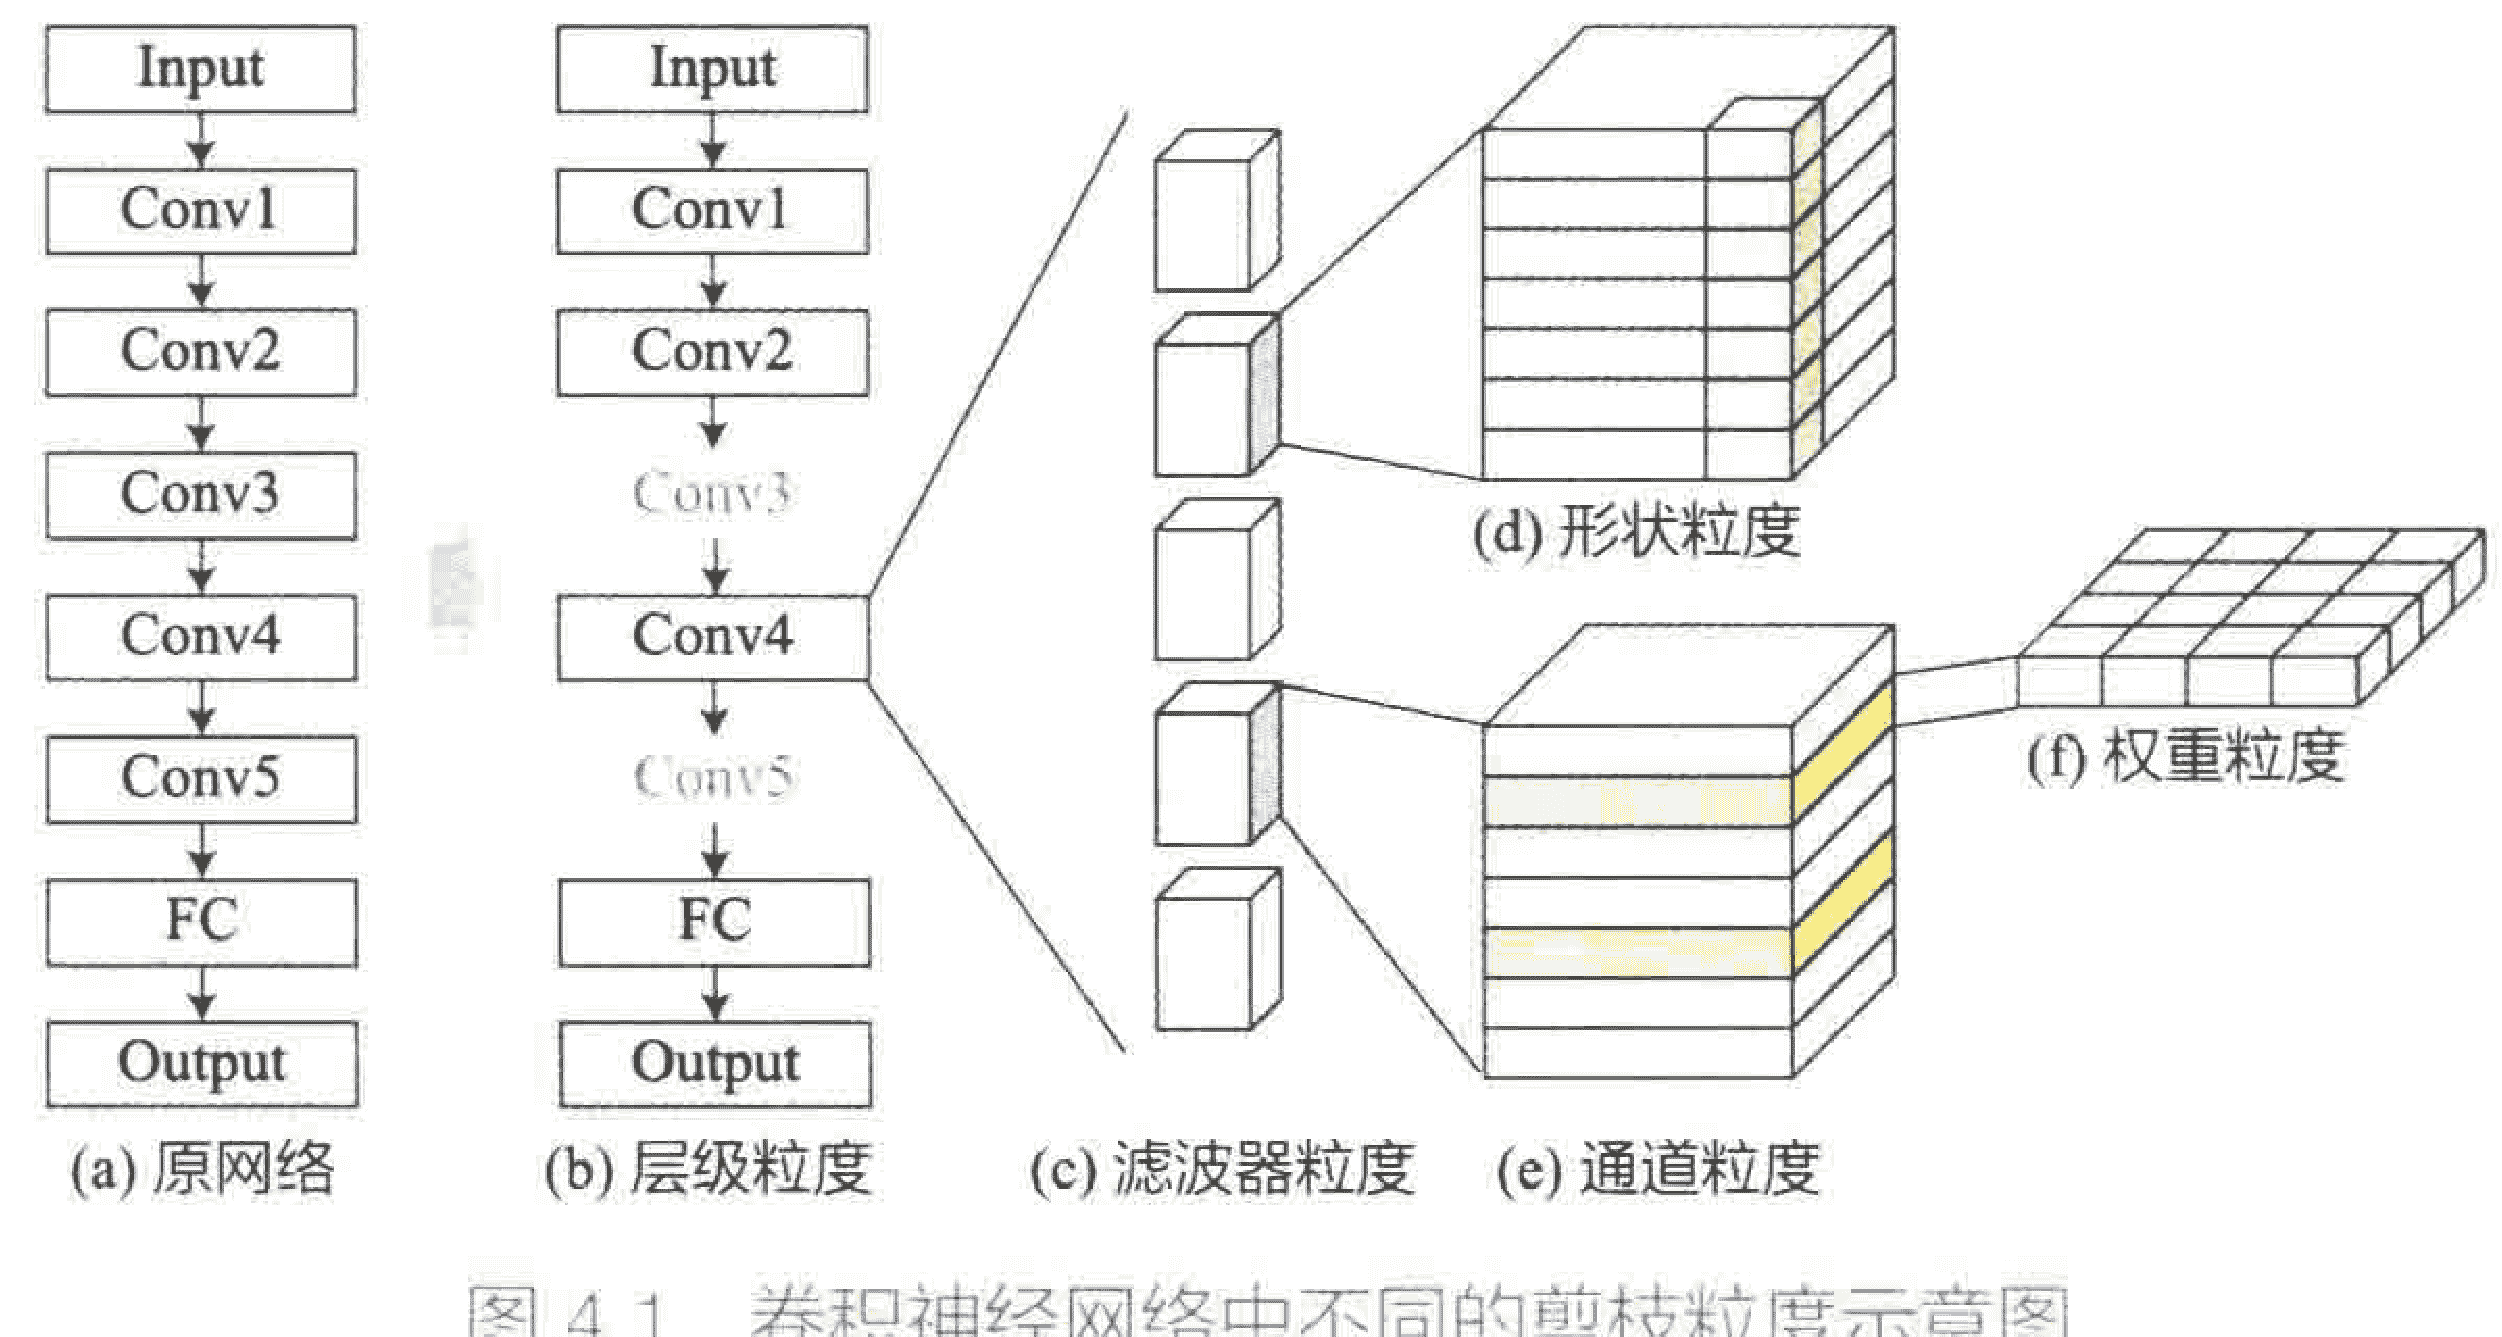 Input
Conv1
Conv2
Conv3
Conv4
Conv5
FC
Output
(a) 原网络
Input
Conv1
Conv2
Conv3
Conv4
Conv5
FC
Output
(b) 层级粒度
(c) 滤波器粒度
(d) 形状粒度
(e) 通道粒度
(f) 权重粒度
图 4.1 卷积神经网络中不同的剪枝粒度示意图